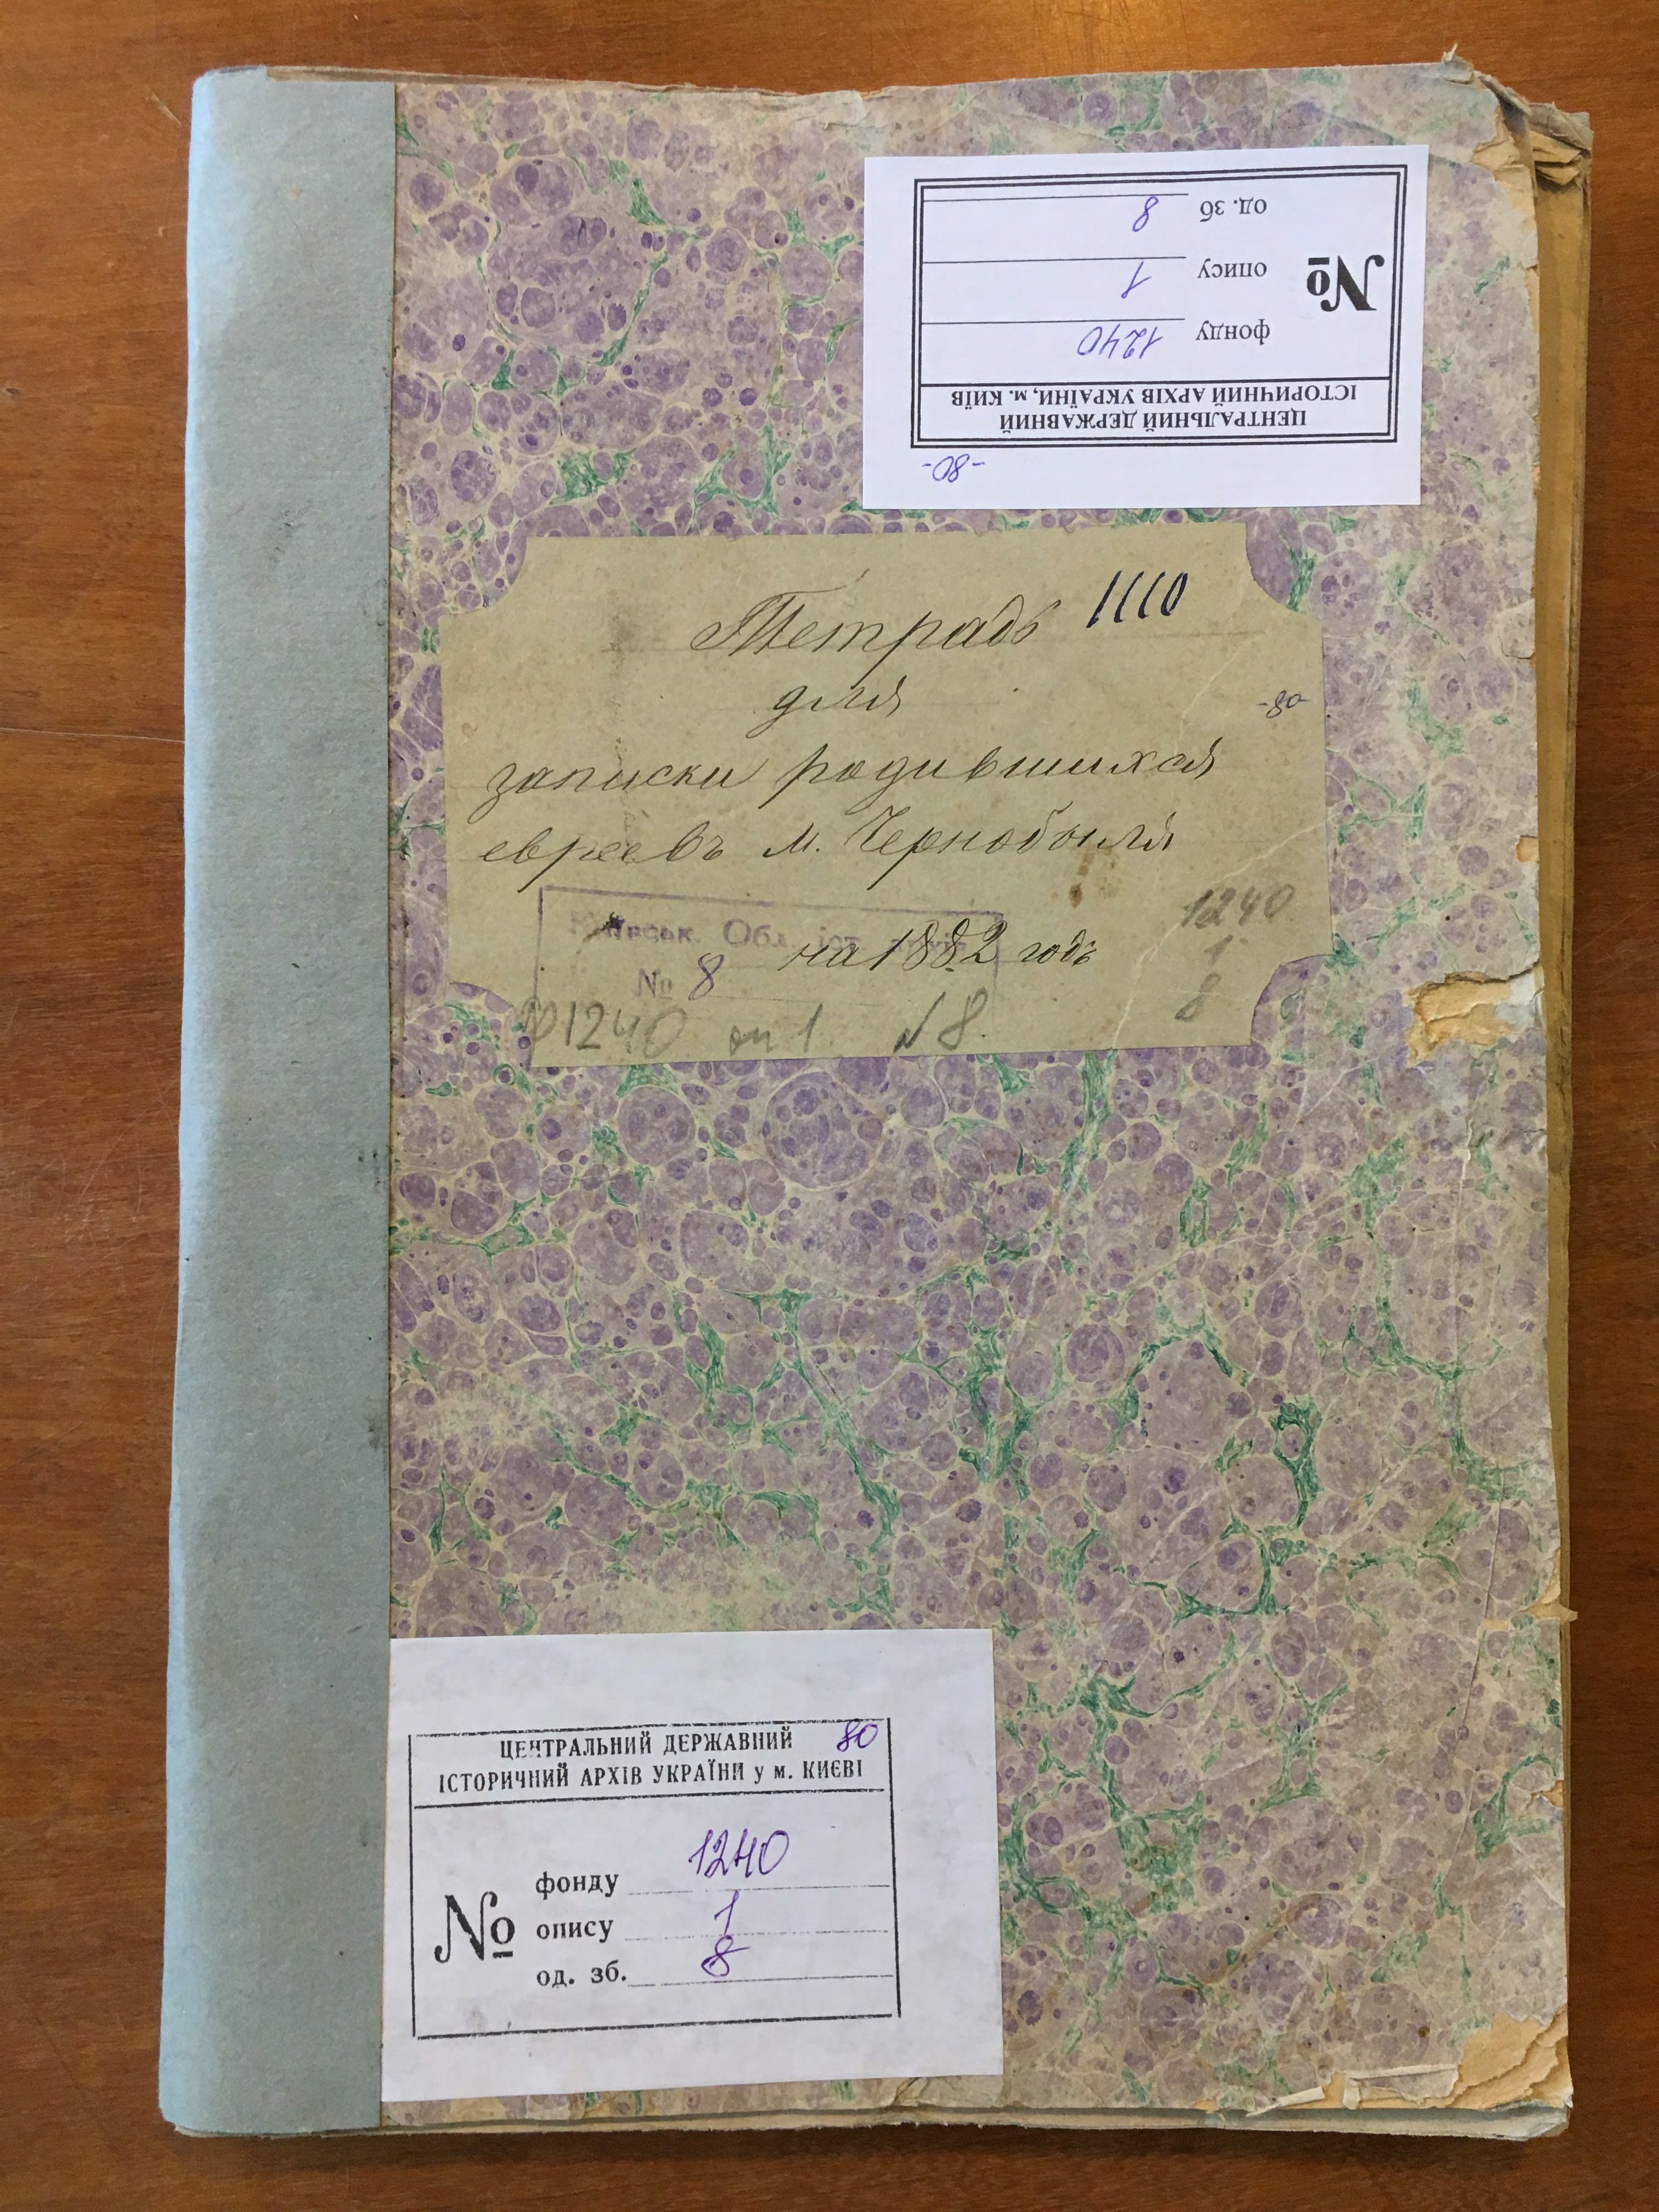 од. зб 8
опису 1
№
фонду 1240
ЦЕНТРАЛЬНИЙ ДЕРЖАВНИЙ
ІСТОРИЧНИЙ АРХІВ УКРАЇНИ, м. КИЇВ
-80-
Тетрадь 1110
для
-80-
записки родившихся
евреевъ м. Чернобыля
1240
1
8
Київськ. Обл. іст. архів
на 1882 годъ
№ 8
Ф1240 оп 1 №8.
ЦЕНТРАЛЬНИЙ ДЕРЖАВНИЙ 80
ІСТОРИЧНИЙ АРХІВ УКРАЇНИ у м. КИЄВІ
фонду 1240
№ опису 1
од. зб. 8